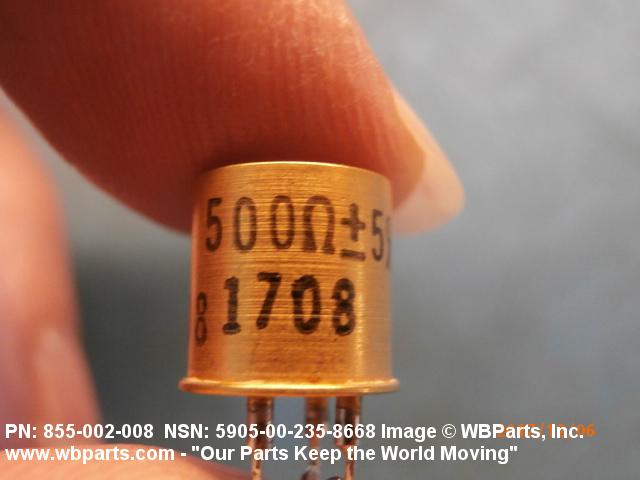 500Ω±5
8 1708
PN: 855-002-008 NSN: 5905-00-235-8668 Image © WBParts, Inc.
www.wbparts.com - "Our Parts Keep the World Moving"